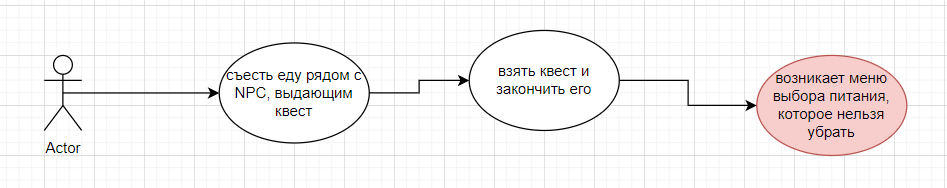 Actor
съесть еду рядом с
NPC, выдающим
квест
взять квест и
закончить его
возникает меню
выбора питания,
которое нельзя
убрать